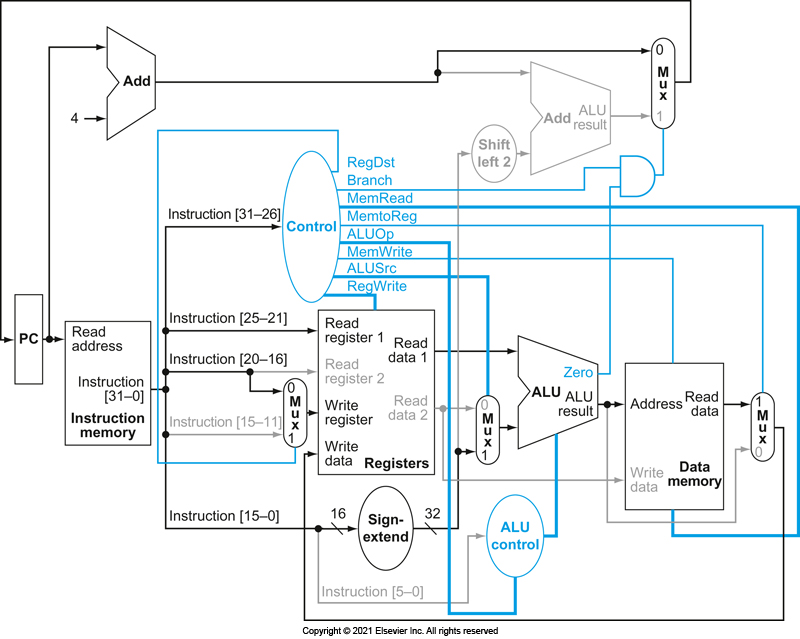 0
Mux
1
Add
4
Add
ALU
result
Shift
left 2
RegDst
Branch
MemRead
MemtoReg
ALUOp
MemWrite
ALUSrc
RegWrite
Control
Instruction [31–26]
Instruction [25–21]
Instruction [20–16]
Instruction [15–11]
Instruction [15–0]
Instruction [5–0]
PC
Read
address
Instruction
[31–0]
Instruction
memory
0
Mux
1
Read
register 1
Read
register 2
Write
register
Write
data
Read
data 1
Read
data 2
Registers
0
Mux
1
Zero
ALU
ALU
result
Address
Read
data
Write
data
Data
memory
1
Mux
0
16
Sign-
extend
32
ALU
control
Copyright © 2021 Elsevier Inc. All rights reserved